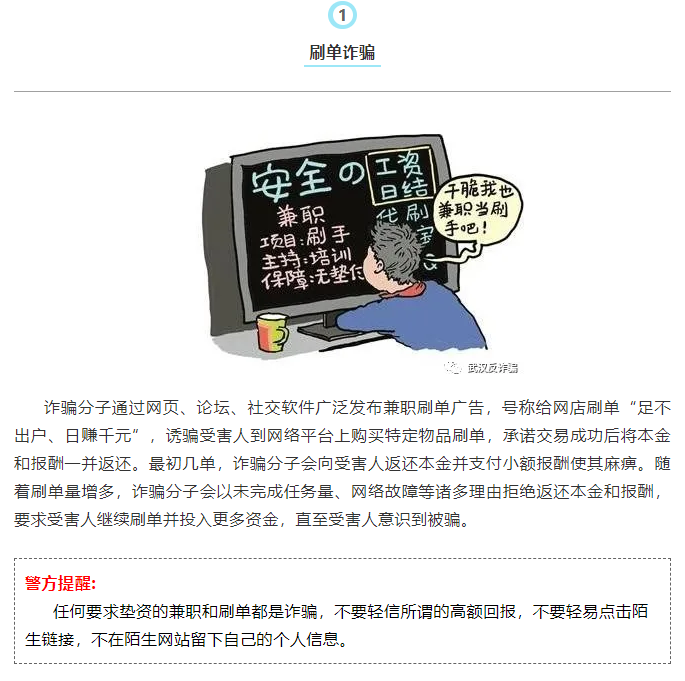 1
刷单诈骗
安全の
工资
日结
兼职
代刷
项目:刷手
主持:培训
保障:无垫付
干脆我也
兼职当刷
手吧!
武汉反诈骗
诈骗分子通过网页、论坛、社交软件广泛发布兼职刷单广告，号称给网店刷单“足不
出户、日赚千元”，诱骗受害人到网络平台上购买特定物品刷单，承诺交易成功后将本金
和报酬一并返还。最初几单，诈骗分子会向受害人返还本金并支付小额报酬使其麻痹。随
着刷单量增多，诈骗分子会以未完成任务量、网络故障等诸多理由拒绝返还本金和报酬，
要求受害人继续刷单并投入更多资金，直至受害人意识到被骗。
警方提醒:
任何要求垫资的兼职和刷单都是诈骗，不要轻信所谓的高额回报，不要轻易点击陌
生链接，不在陌生网站留下自己的个人信息。